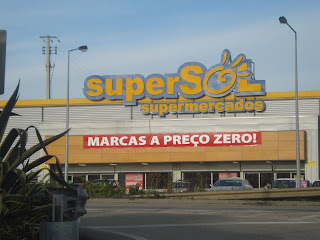 superSOL
supermercados
MARCAS A PREÇO ZERO!